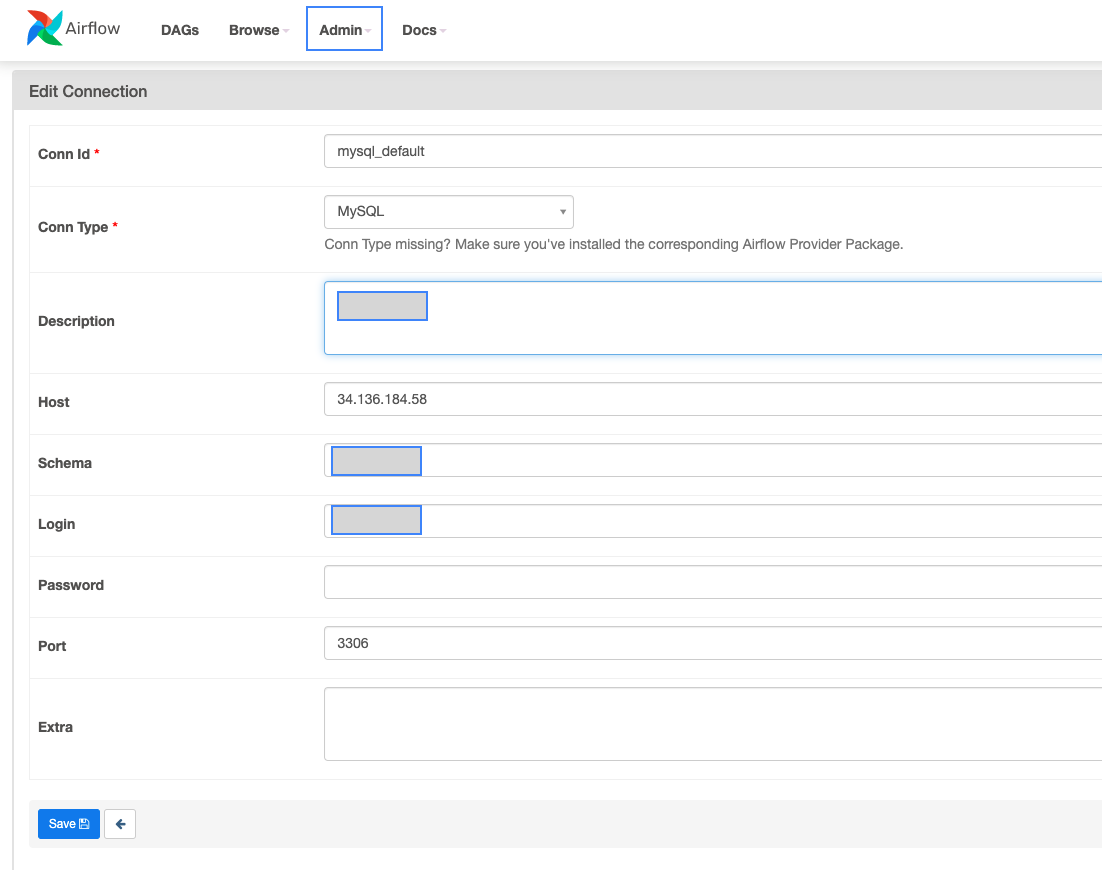 Airflow DAGs Browse Admin Docs
Edit Connection
Conn Id * mysql_default
Conn Type * MySQL
Conn Type missing? Make sure you've installed the corresponding Airflow Provider Package.
Description
Host 34.136.184.58
Schema
Login
Password
Port 3306
Extra
Save